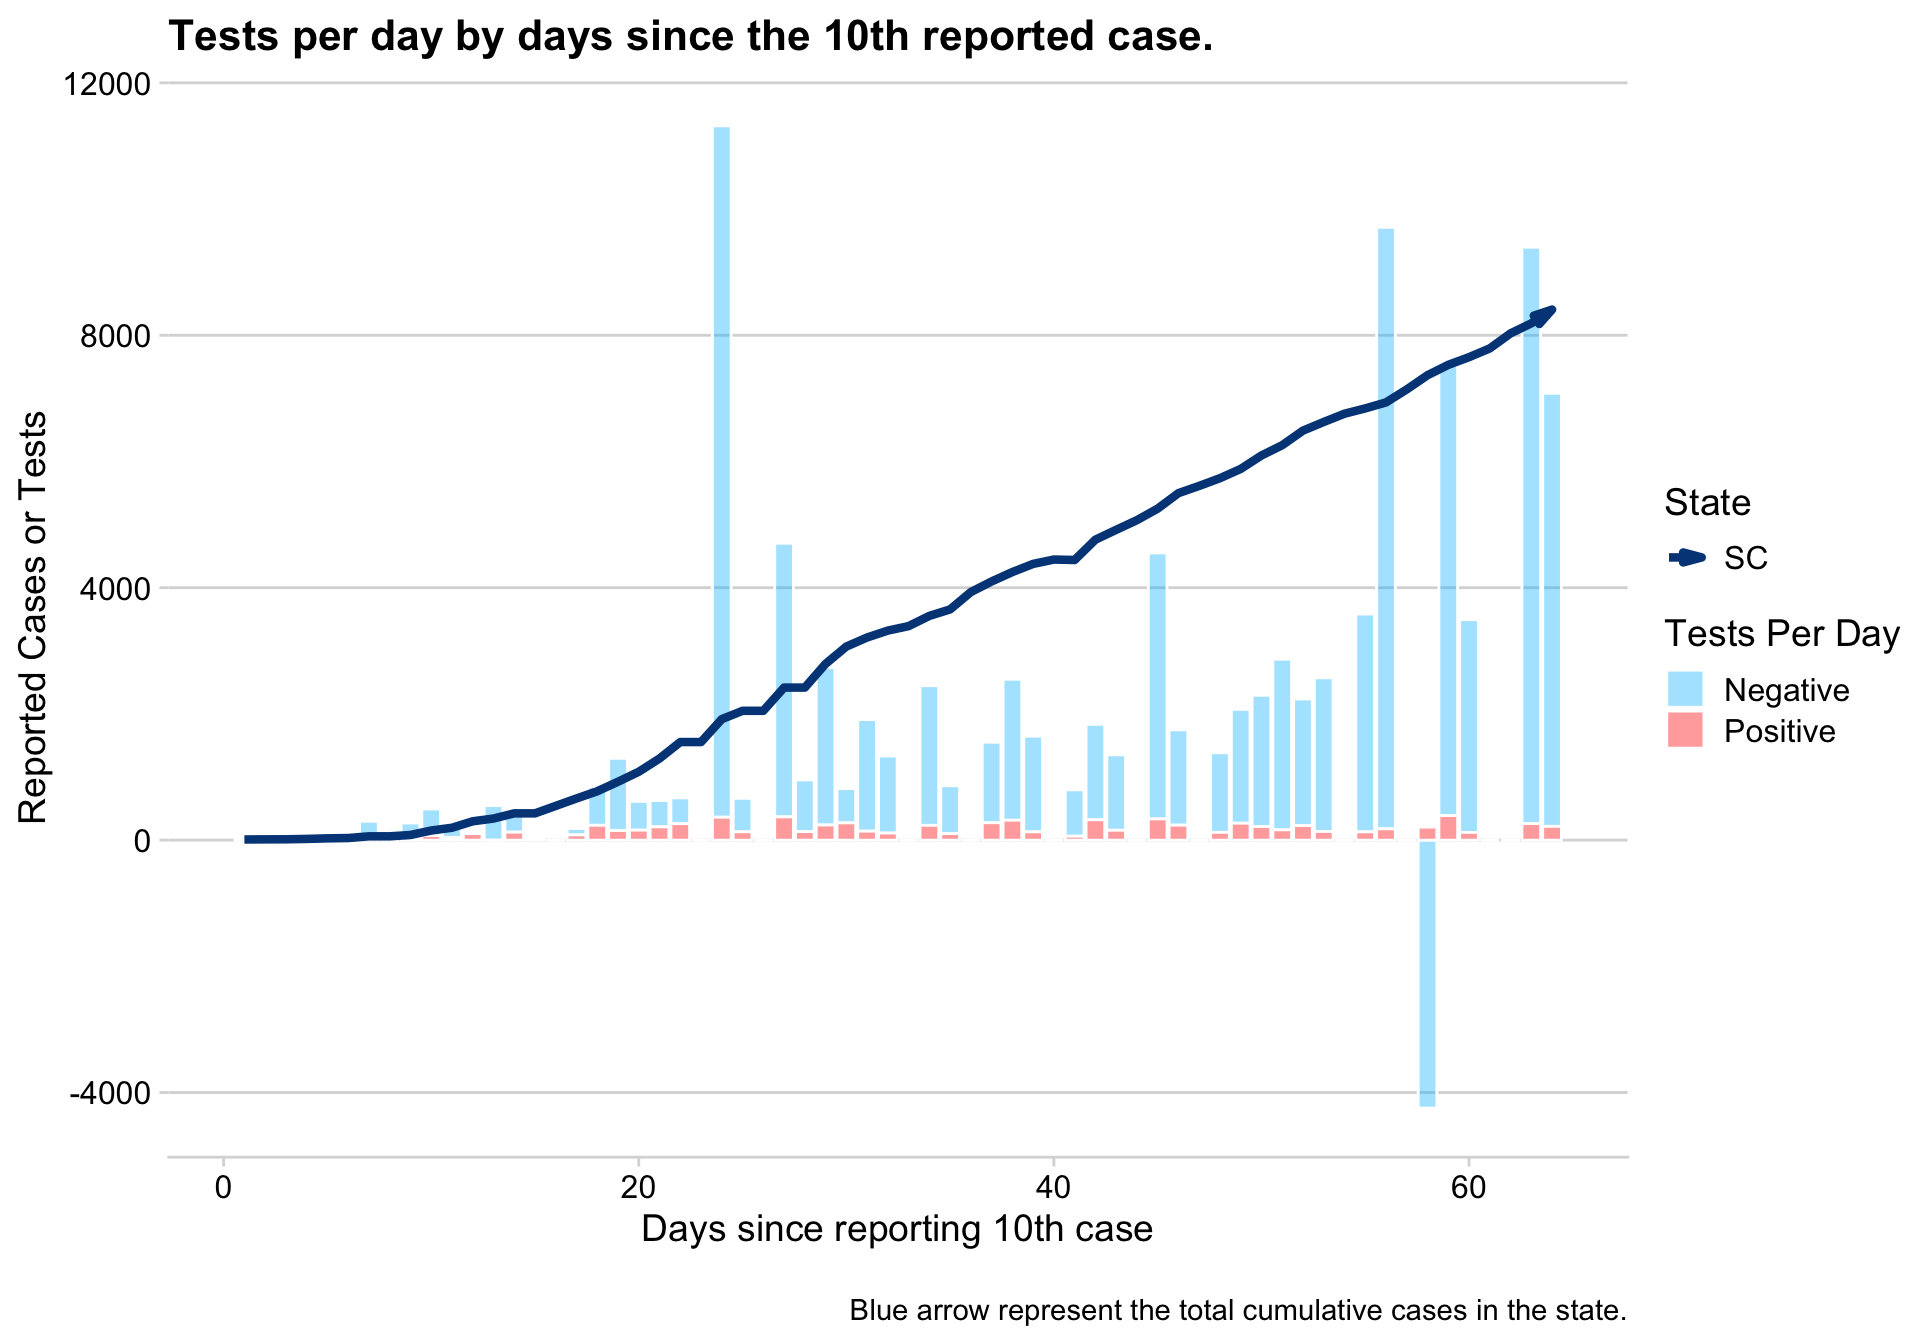 Tests per day by days since the 10th reported case.
12000
8000
4000
0
-4000
Reported Cases or Tests
0
20
40
60
Days since reporting 10th case
State
SC
Tests Per Day
Negative
Positive
Blue arrow represent the total cumulative cases in the state.